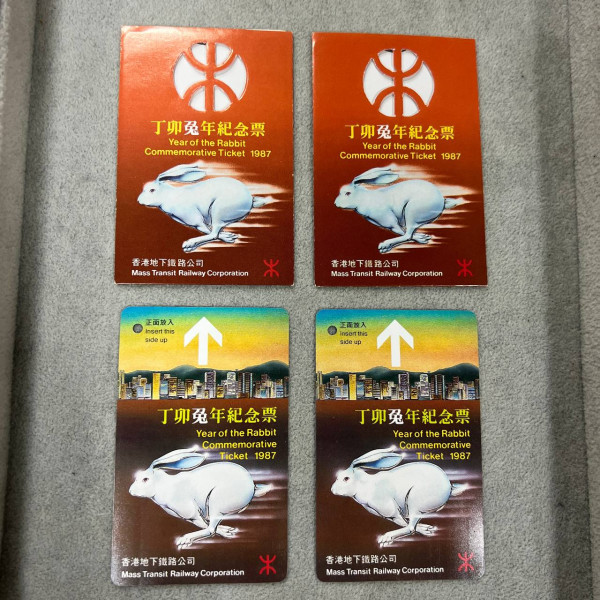 丁卯兔年紀念票
Year of the Rabbit
Commemorative Ticket 1987
香港地下鐵路公司
Mass Transit Railway Corporation
丁卯兔年紀念票
Year of the Rabbit
Commemorative Ticket 1987
香港地下鐵路公司
Mass Transit Railway Corporation
正面放入
Insert this
side up
丁卯兔年紀念票
Year of the Rabbit
Commemorative
Ticket 1987
香港地下鐵路公司
Mass Transit Railway Corporation
正面放入
Insert this
side up
丁卯兔年紀念票
Year of the Rabbit
Commemorative
Ticket 1987
香港地下鐵路公司
Mass Transit Railway Corporation